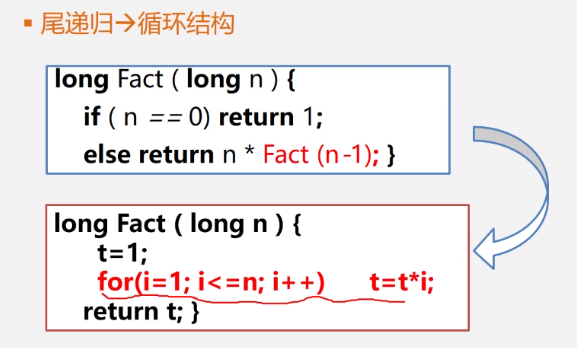 ▪ 尾递归→循环结构
long Fact ( long n ) {
if ( n == 0) return 1;
else return n * Fact (n-1); }
long Fact ( long n ) {
t=1;
for(i=1; i<=n; i++) t=t*i;
return t; }